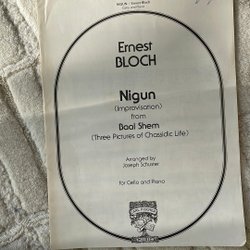 Ernest
BLOCH
Nigun
(Improvisation)
from
Baal Shem
(Three Pictures of Chassidic Life)
Arranged by
Joseph Schuster
for Cello and Piano